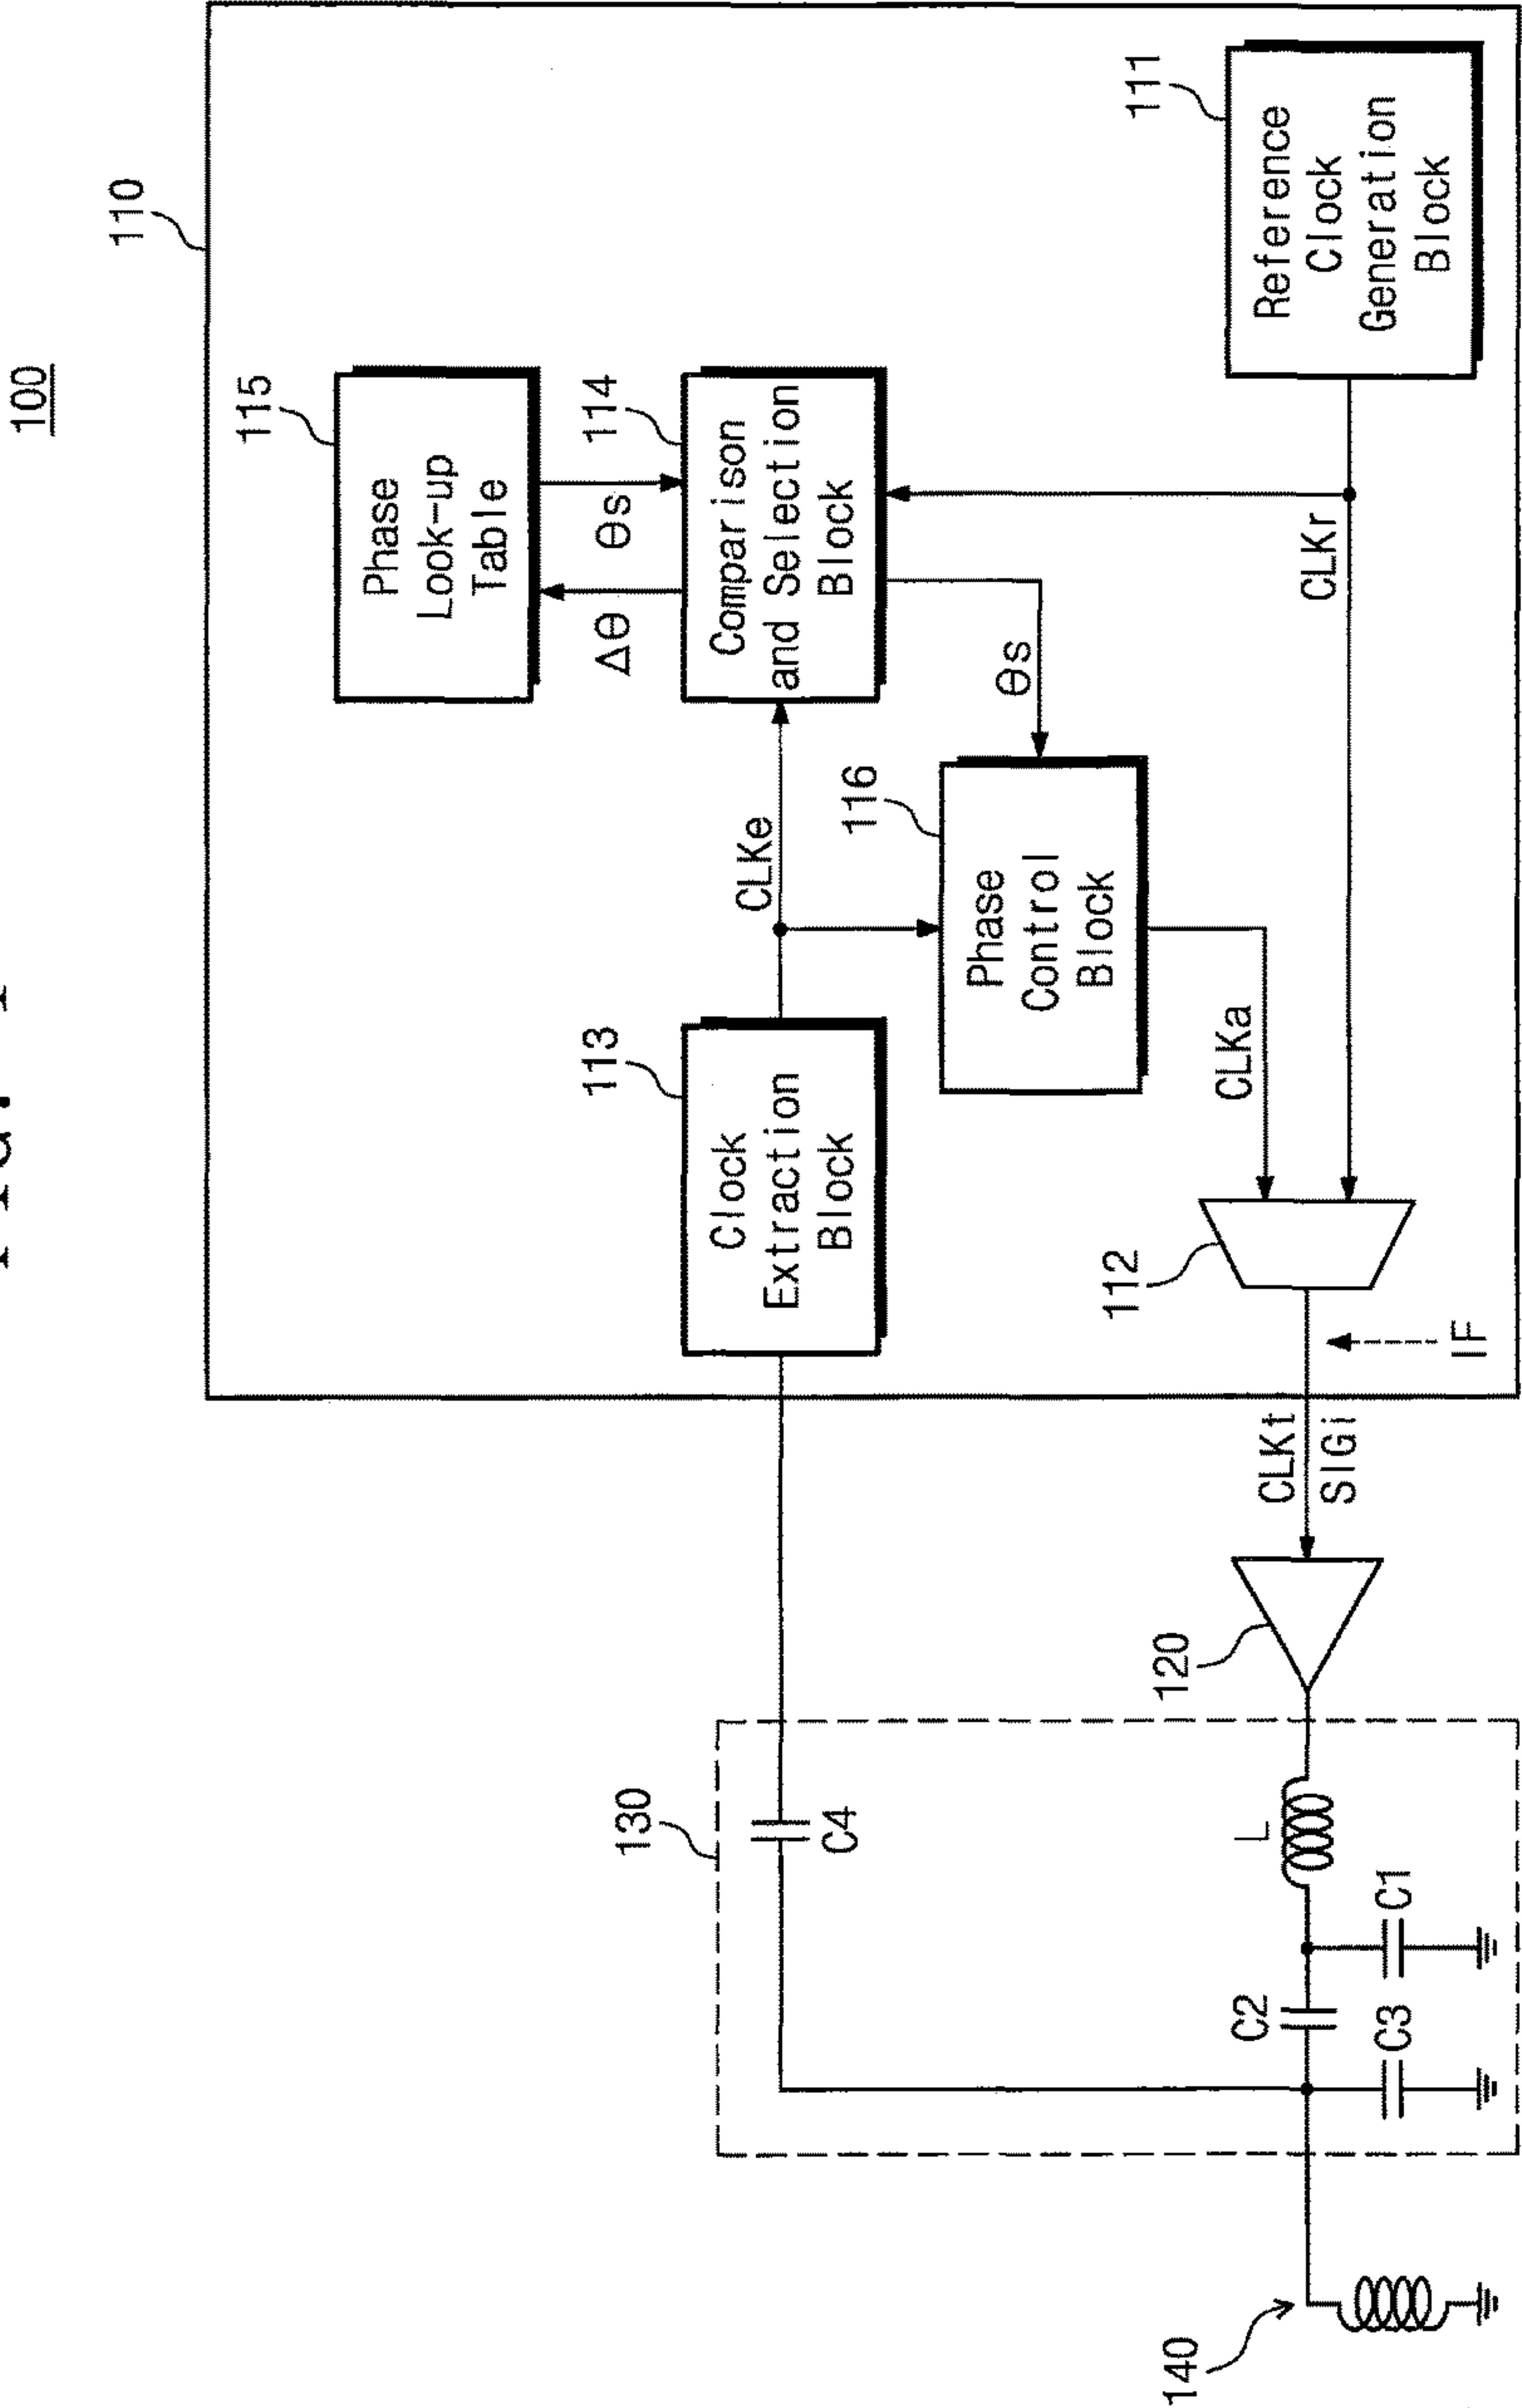 100
110
115
Phase
Look-up
Table
Δθ
θs
113
Clock
Extraction
Block
CLKe
114
Comparison
and Selection
Block
130
C4
116
Phase
Control
Block
θs
CLKa
CLKr
111
Reference
Clock
Generation
Block
112
IF
CLKt
SIGi
120
L
C1
C2
C3
140